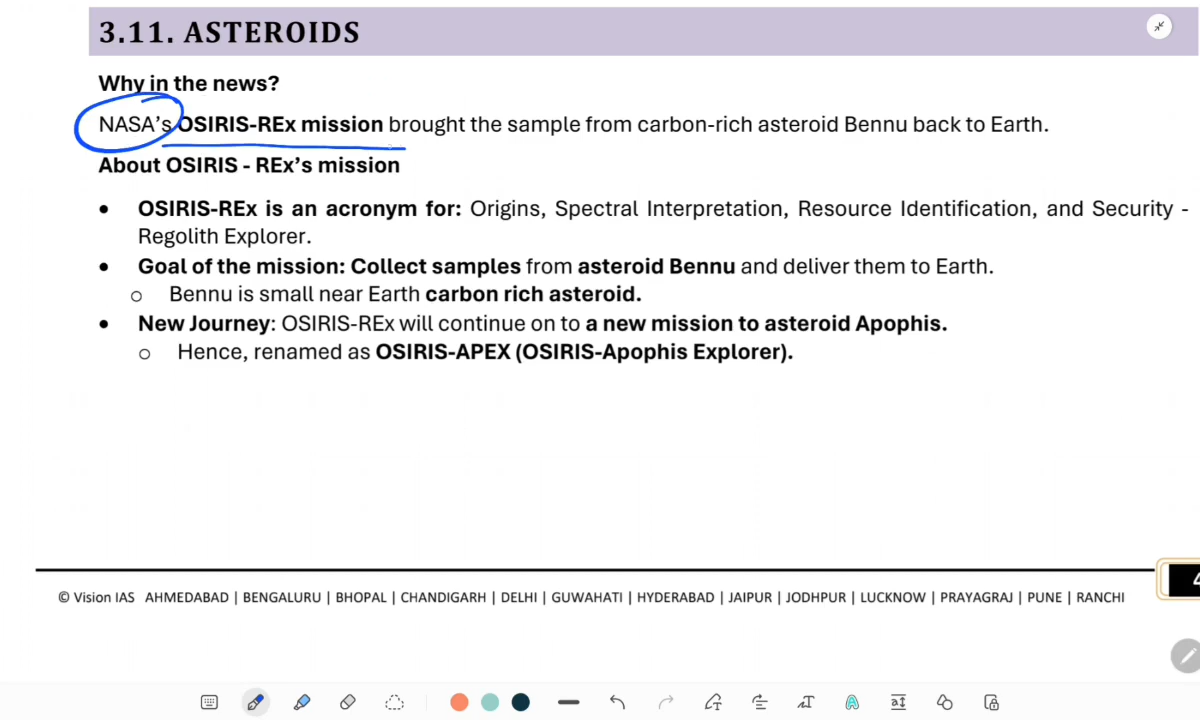 3.11. ASTEROIDS
Why in the news?
NASA's OSIRIS-REx mission brought the sample from carbon-rich asteroid Bennu back to Earth.
About OSIRIS - REx's mission
• OSIRIS-REx is an acronym for: Origins, Spectral Interpretation, Resource Identification, and Security -
Regolith Explorer.
• Goal of the mission: Collect samples from asteroid Bennu and deliver them to Earth.
o Bennu is small near Earth carbon rich asteroid.
• New Journey: OSIRIS-REx will continue on to a new mission to asteroid Apophis.
o Hence, renamed as OSIRIS-APEX (OSIRIS-Apophis Explorer).
© Vision IAS AHMEDABAD | BENGALURU | BHOPAL | CHANDIGARH | DELHI | GUWAHATI | HYDERABAD | JAIPUR | JODHPUR | LUCKNOW | PRAYAGRAJ | PUNE | RANCHI